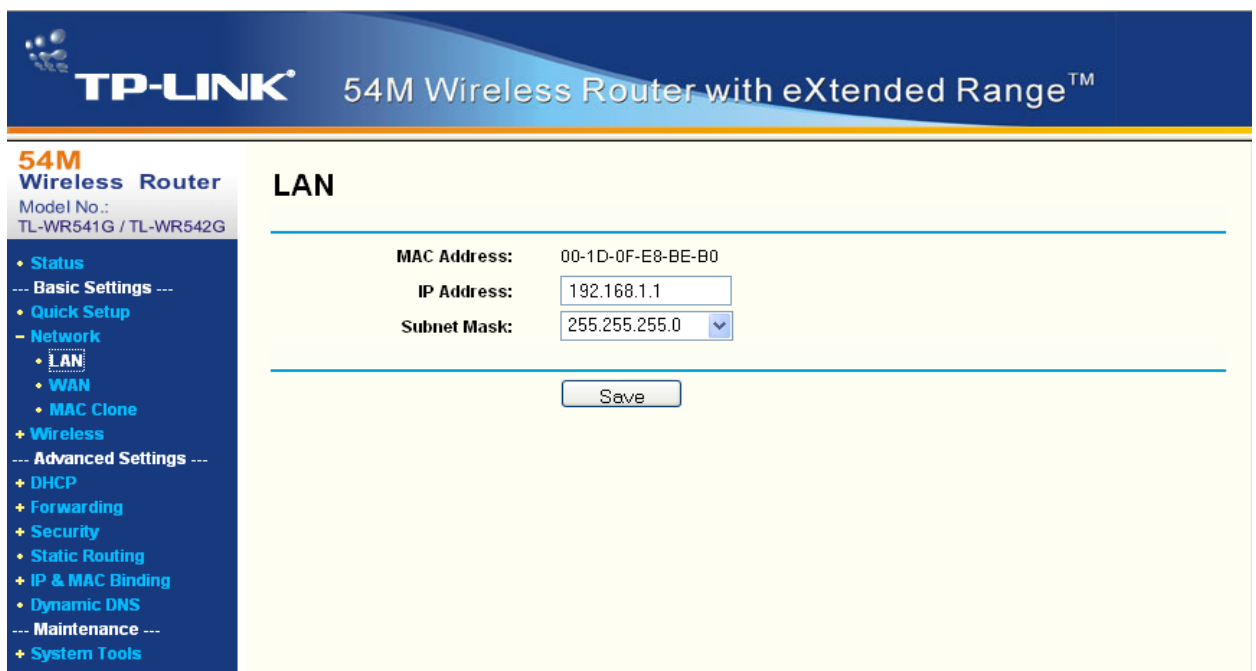 TP-LINK®
54M Wireless Router with eXtended Range™
54M
Wireless Router
Model No.:
TL-WR541G / TL-WR542G
• Status
--- Basic Settings ---
• Quick Setup
– Network
• LAN
• WAN
• MAC Clone
+ Wireless
--- Advanced Settings ---
+ DHCP
+ Forwarding
+ Security
• Static Routing
+ IP & MAC Binding
• Dynamic DNS
--- Maintenance ---
+ System Tools
LAN
MAC Address: 00-1D-0F-E8-BE-B0
IP Address: 192.168.1.1
Subnet Mask: 255.255.255.0
Save